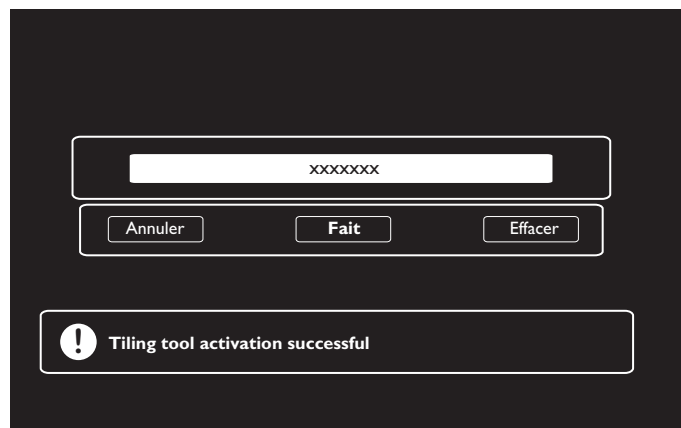 xxxxxxx
Annuler Fait Effacer
! Tiling tool activation successful